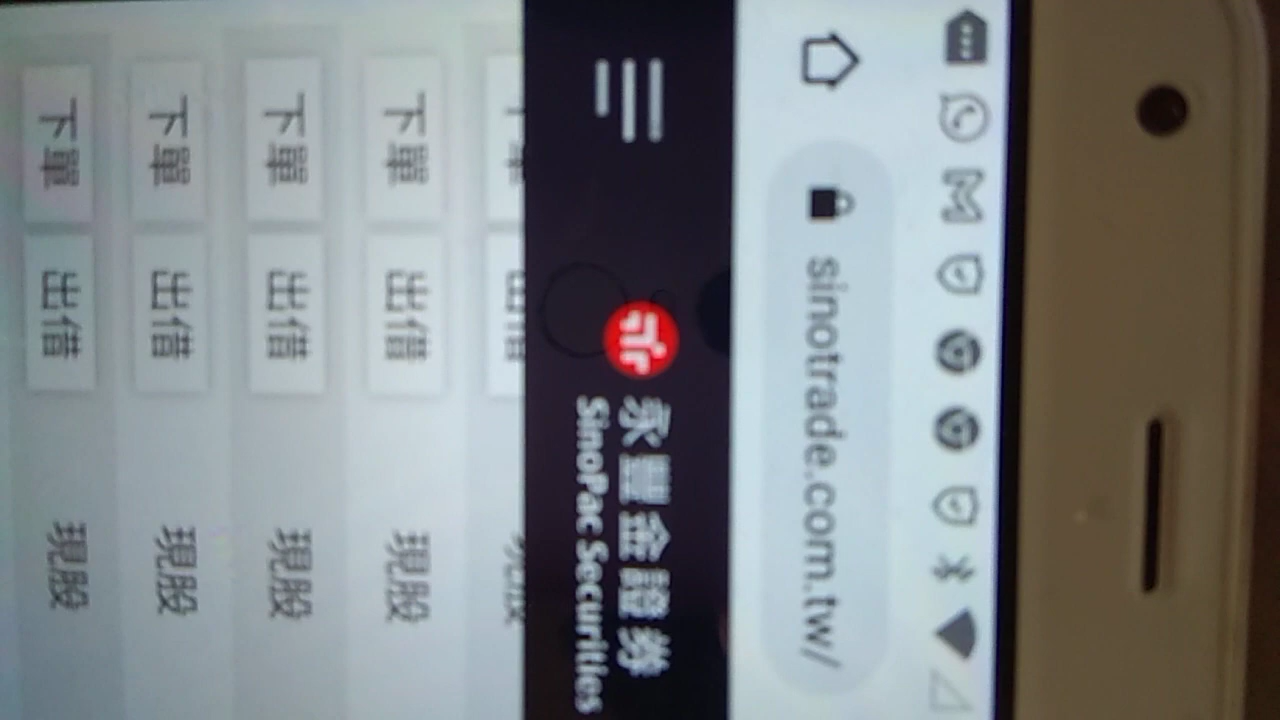 sinotrade.com.tw/
永豐金證券
SinoPac Securities
下單 出借 現股
下單 出借 現股
下單 出借 現股
下單 出借 現股